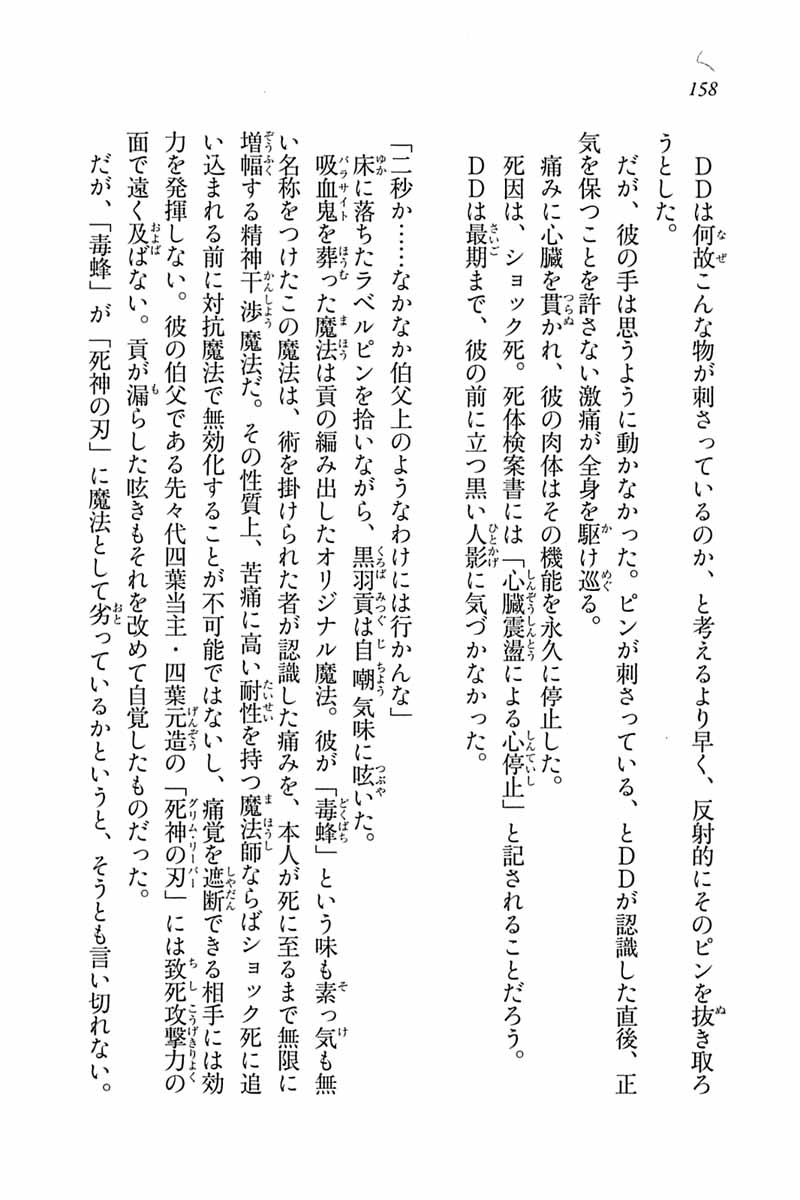 158
ＤＤは何故こんな物が刺さっているのか、と考えるより早く、反射的にそのピンを抜き取ろ
うとした。
だが、彼の手は思うように動かなかった。ピンが刺さっている、とＤＤが認識した直後、正
気を保つことを許さない激痛が全身を駆け巡る。
痛みに心臓を貫かれ、彼の肉体はその機能を永久に停止した。
死因は、ショック死。死体検案書には「心臓震盪による心停止」と記されることだろう。
ＤＤは最期まで、彼の前に立つ黒い人影に気づかなかった。
「二秒か……なかなか伯父上のようなわけには行かんな」
床に落ちたラベルピンを拾いながら、黒羽貢は自嘲気味に呟いた。
吸血鬼を葬った魔法は貢の編み出したオリジナル魔法。彼が「毒蜂」という味も素っ気も無
い名称をつけたこの魔法は、術を掛けられた者が認識した痛みを、本人が死に至るまで無限に
増幅する精神干渉魔法だ。その性質上、苦痛に高い耐性を持つ魔法師ならばショック死に追
い込まれる前に対抗魔法で無効化することが不可能ではないし、痛覚を遮断できる相手には効
力を発揮しない。彼の伯父である先々代四葉当主・四葉元造の「死神の刃」には致死攻撃力の
面で遠く及ばない。貢が漏らした呟きもそれを改めて自覚したものだった。
だが、「毒蜂」が「死神の刃」に魔法として劣っているかというと、そうとも言い切れない。